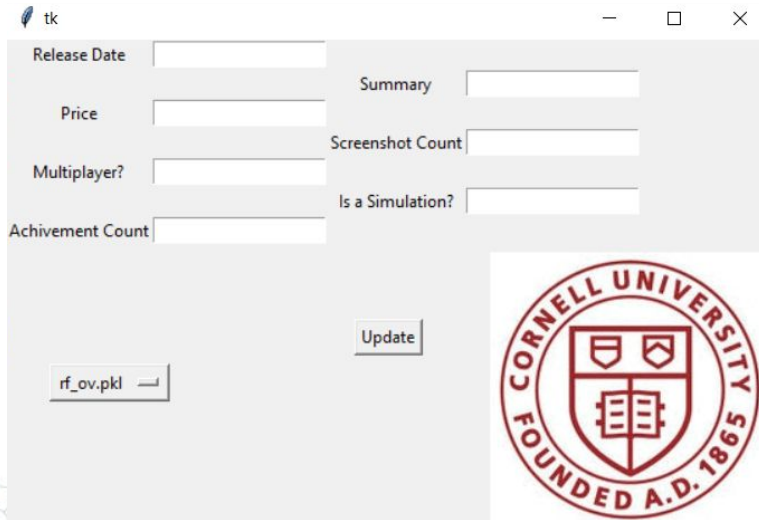 tk
Release Date
Summary
Price
Screenshot Count
Multiplayer?
Is a Simulation?
Achivement Count
Update
rf_ov.pkl
CORNELL UNIVERSITY
FOUNDED A.D. 1865